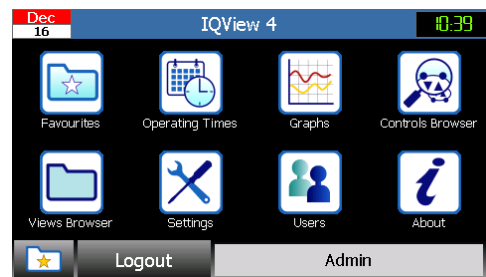 Dec
16
IQView 4
10:39
Favourites
Operating Times
Graphs
Controls Browser
Views Browser
Settings
Users
About
Logout
Admin